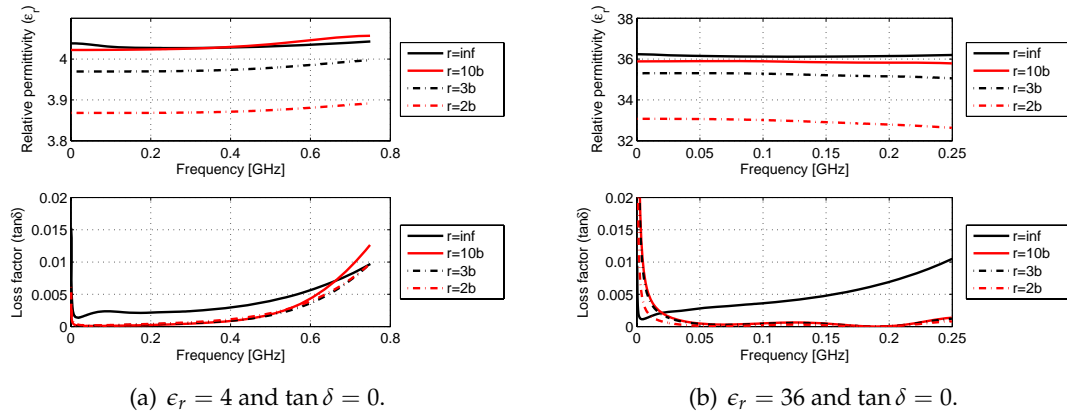 Relative permittivity (ε_r)
4
3.9
3.8
0 0.2 0.4 0.6 0.8
Frequency [GHz]
r=inf
r=10b
r=3b
r=2b
Loss factor (tanδ)
0.02
0.015
0.01
0.005
0
0 0.2 0.4 0.6 0.8
Frequency [GHz]
r=inf
r=10b
r=3b
r=2b
(a) ϵ_r = 4 and tan δ = 0.
Relative permittivity (ε_r)
38
36
35
33
32
0 0.05 0.1 0.15 0.2 0.25
Frequency [GHz]
r=inf
r=10b
r=3b
r=2b
Loss factor (tanδ)
0.02
0.015
0.01
0.005
0
0 0.05 0.1 0.15 0.2 0.25
Frequency [GHz]
r=inf
r=10b
r=3b
r=2b
(b) ϵ_r = 36 and tan δ = 0.